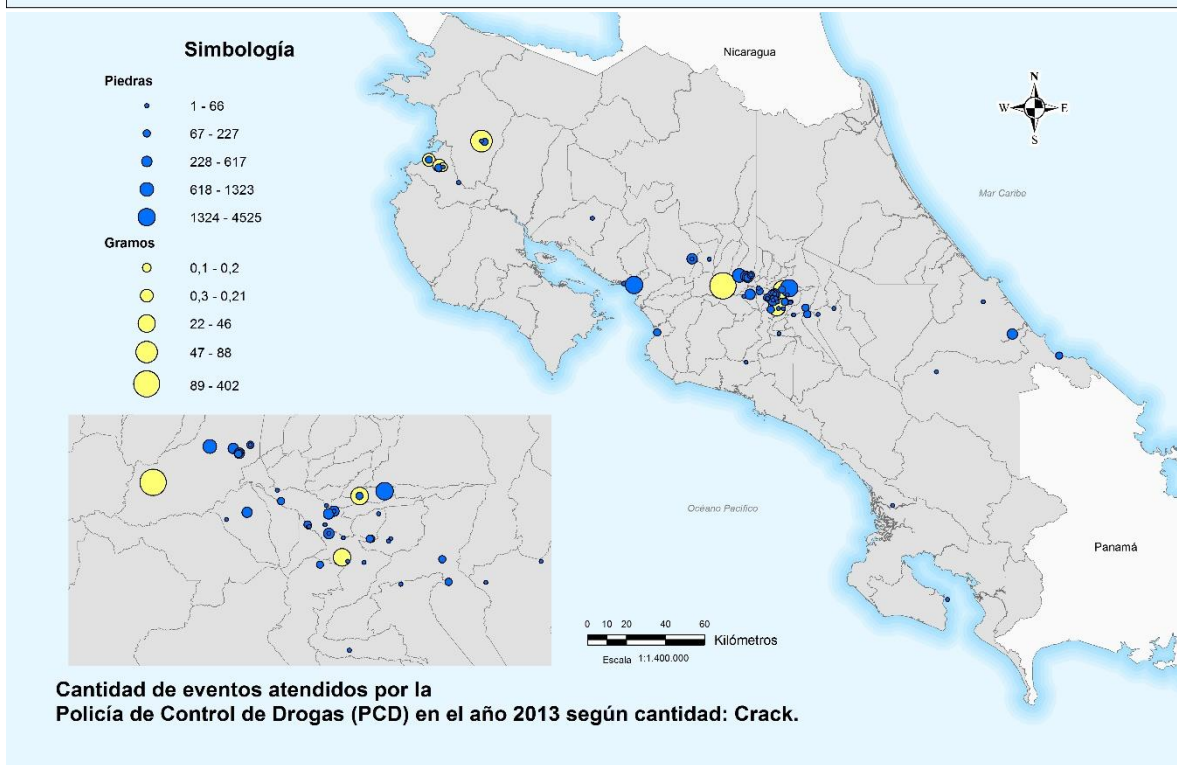 Simbología
Piedras
1 - 66
67 - 227
228 - 617
618 - 1323
1324 - 4525
Gramos
0,1 - 0,2
0,3 - 0,21
22 - 46
47 - 88
89 - 402
Nicaragua
N
W E
S
Mar Caribe
Océano Pacífico
Panamá
0 10 20 40 60
Kilómetros
Escala 1:1.400.000
Cantidad de eventos atendidos por la
Policía de Control de Drogas (PCD) en el año 2013 según cantidad: Crack.